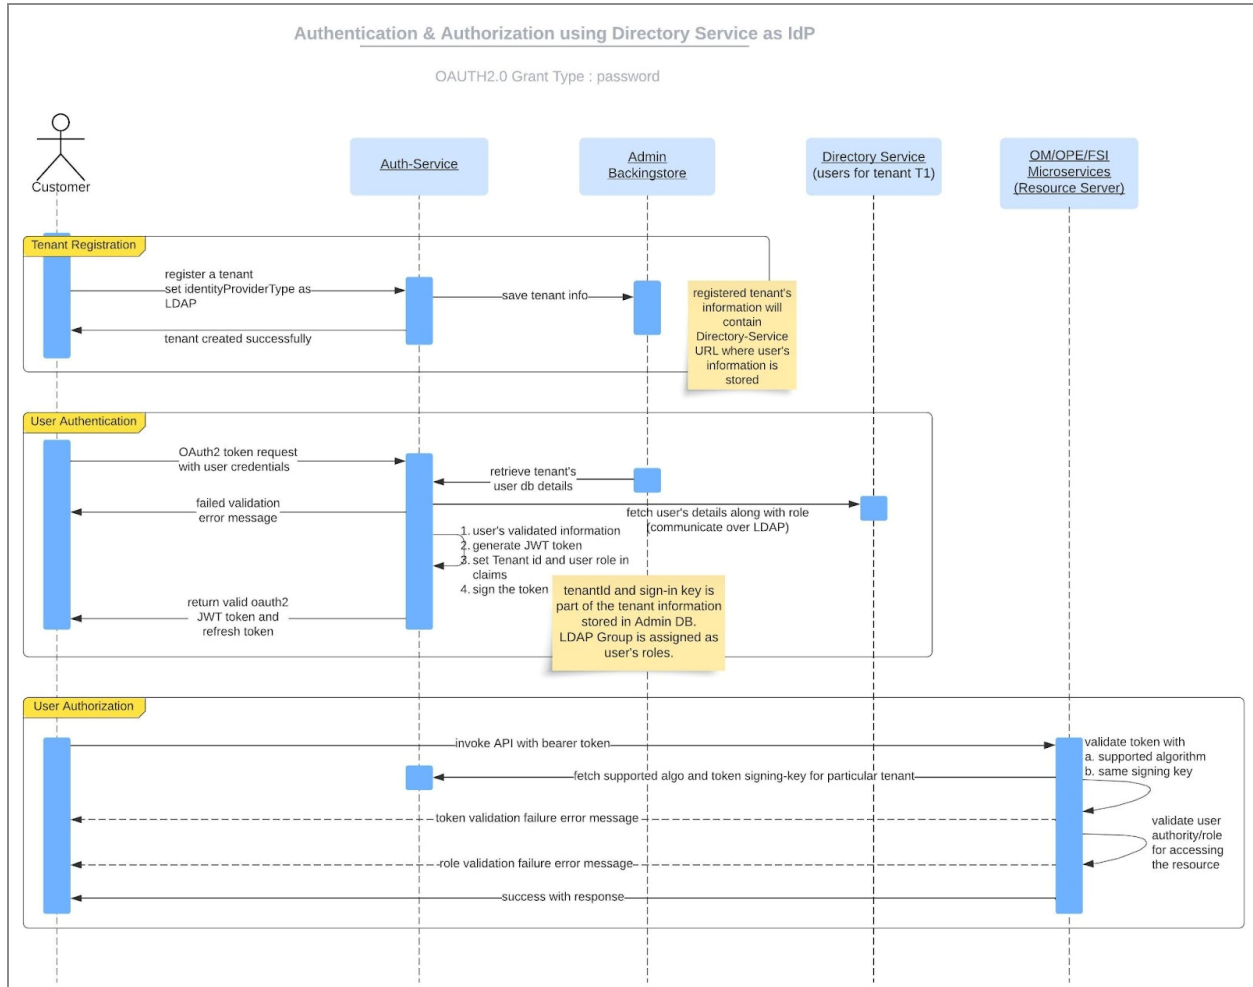 Authentication & Authorization using Directory Service as IdP
OAUTH2.0 Grant Type : password
Customer
Auth-Service
Admin
Backingstore
Directory Service
(users for tenant T1)
OM/OPE/FSI
Microservices
(Resource Server)
Tenant Registration
register a tenant
set identityProviderType as
LDAP
save tenant info
tenant created successfully
registered tenant's
information will
contain
Directory-Service
URL where user's
information is
stored
User Authentication
OAuth2 token request
with user credentials
retrieve tenant's
user db details
failed validation
error message
fetch user's details along with role
(communicate over LDAP)
1. user's validated information
2. generate JWT token
3. set Tenant id and user role in
claims
4. sign the token
return valid oauth2
JWT token and
refresh token
tenantId and sign-in key is
part of the tenant information
stored in Admin DB.
LDAP Group is assigned as
user's roles.
User Authorization
invoke API with bearer token
validate token with
a. supported algorithm
b. same signing key
fetch supported algo and token signing-key for particular tenant
token validation failure error message
validate user
authority/role
for accessing
the resource
role validation failure error message
success with response